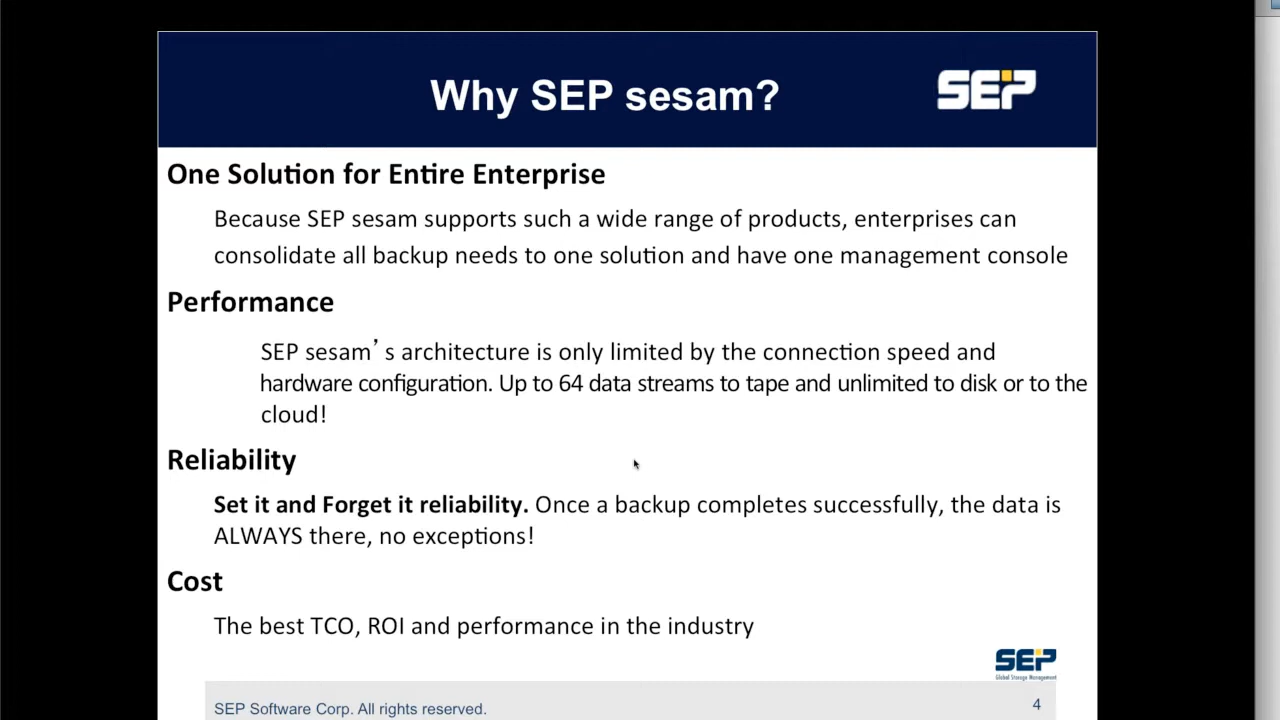 Why SEP sesam?
SEP
One Solution for Entire Enterprise
Because SEP sesam supports such a wide range of products, enterprises can
consolidate all backup needs to one solution and have one management console
Performance
SEP sesam’s architecture is only limited by the connection speed and
hardware configuration. Up to 64 data streams to tape and unlimited to disk or to the
cloud!
Reliability
Set it and Forget it reliability. Once a backup completes successfully, the data is
ALWAYS there, no exceptions!
Cost
The best TCO, ROI and performance in the industry
SEP
Global Storage Management
SEP Software Corp. All rights reserved.
4